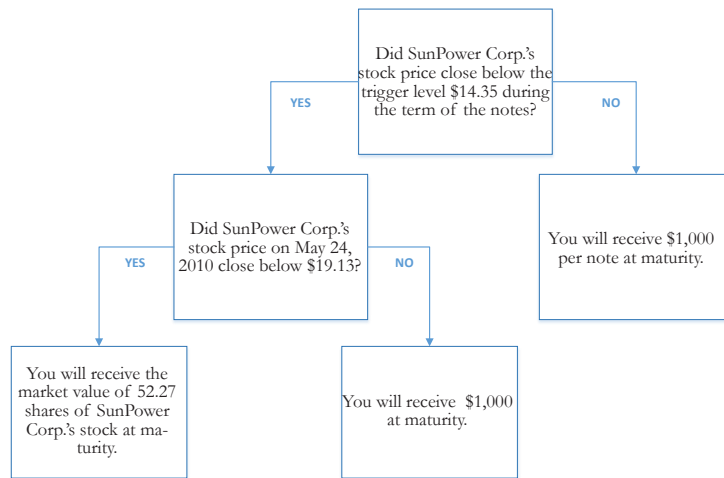 Did SunPower Corp.'s
stock price close below the
trigger level $14.35 during
the term of the notes?
YES
NO
Did SunPower Corp.'s
stock price on May 24,
2010 close below $19.13?
You will receive $1,000
per note at maturity.
YES
NO
You will receive the
market value of 52.27
shares of SunPower
Corp.'s stock at ma-
turity.
You will receive $1,000
at maturity.